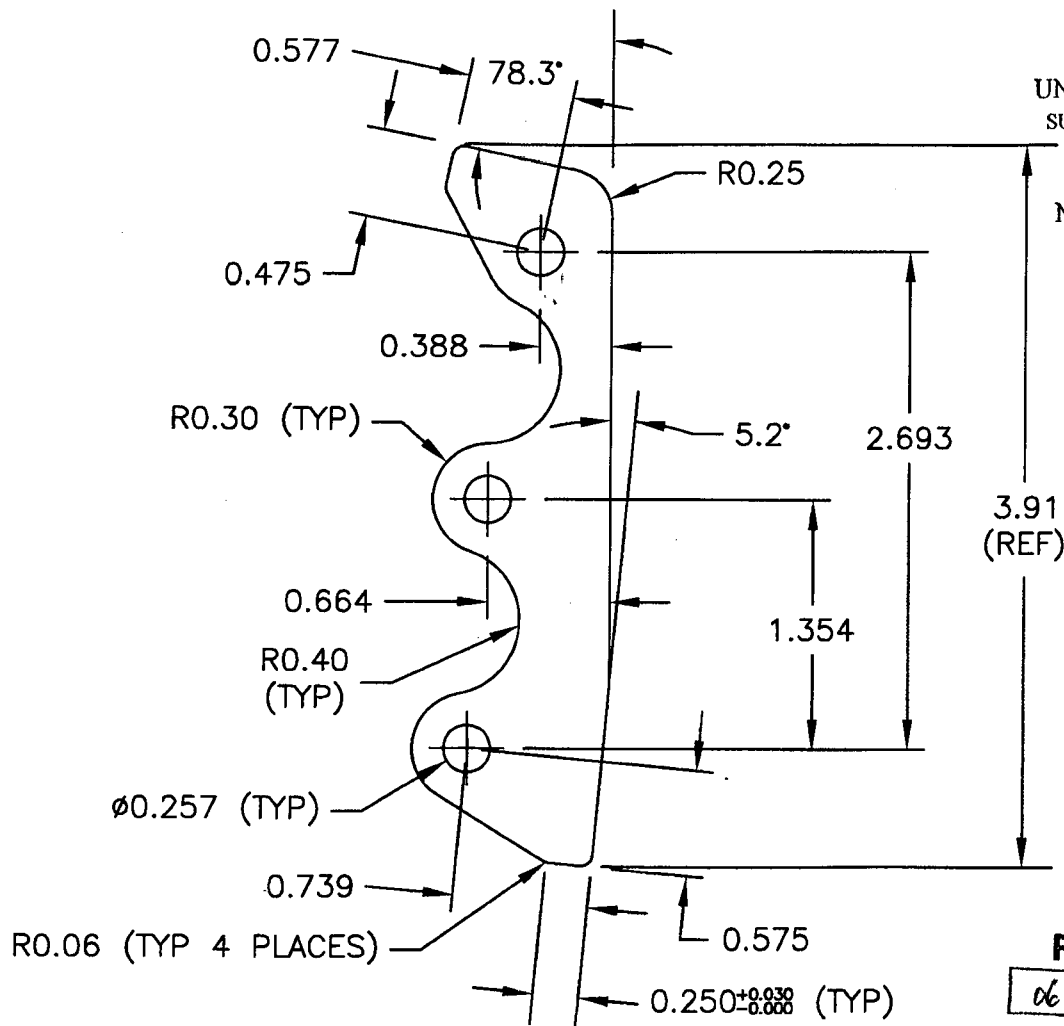 0.577
78.3°
UN
SU
R0.25
N
0.475
0.388
R0.30 (TYP)
5.2°
2.693
3.91
(REF)
0.664
1.354
R0.40
(TYP)
ø0.257 (TYP)
0.739
R0.06 (TYP 4 PLACES)
0.575
0.250+0.030 -0.000 (TYP)
06